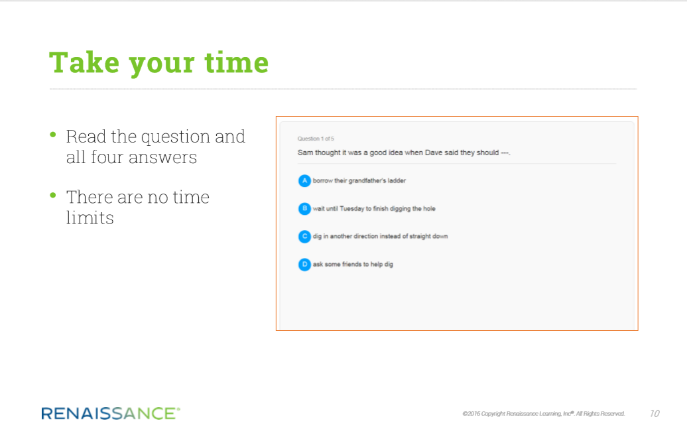 Take your time
• Read the question and
all four answers
• There are no time
limits
Question 1 of 5
Sam thought it was a good idea when Dave said they should ---.
A borrow their grandfather's ladder
B wait until Tuesday to finish digging the hole
C dig in another direction instead of straight down
D ask some friends to help dig
RENAISSANCE®
©2015 Copyright Renaissance Learning, Inc®. All Rights Reserved.
10